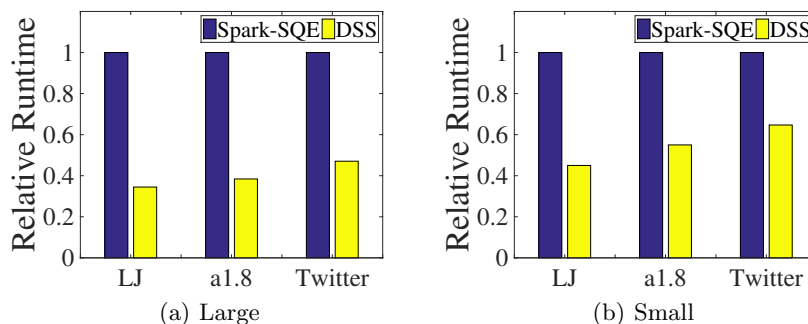 Spark-SQE DSS
Relative Runtime
1
0.8
0.6
0.4
0.2
0
LJ a1.8 Twitter
(a) Large
Spark-SQE DSS
Relative Runtime
1
0.8
0.6
0.4
0.2
0
LJ a1.8 Twitter
(b) Small